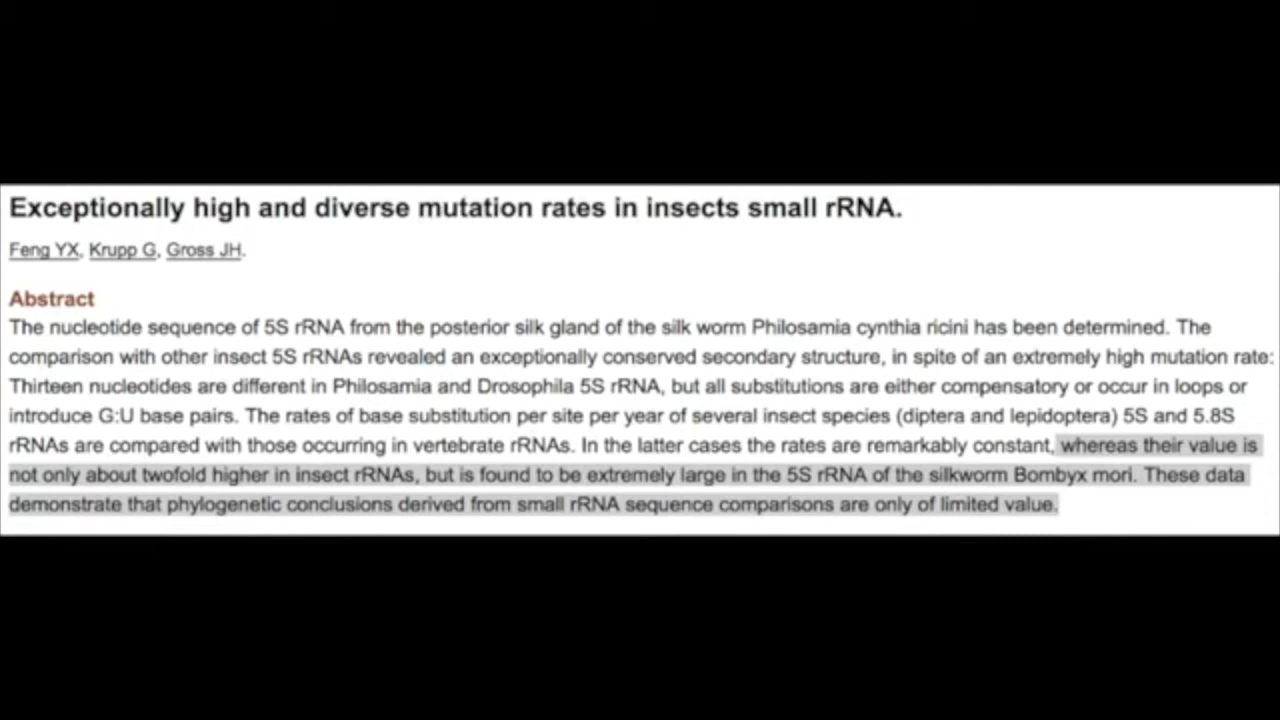 Exceptionally high and diverse mutation rates in insects small rRNA.
Feng YX, Krupp G, Gross JH.
Abstract
The nucleotide sequence of 5S rRNA from the posterior silk gland of the silk worm Philosamia cynthia ricini has been determined. The
comparison with other insect 5S rRNAs revealed an exceptionally conserved secondary structure, in spite of an extremely high mutation rate:
Thirteen nucleotides are different in Philosamia and Drosophila 5S rRNA, but all substitutions are either compensatory or occur in loops or
introduce G:U base pairs. The rates of base substitution per site per year of several insect species (diptera and lepidoptera) 5S and 5.8S
rRNAs are compared with those occurring in vertebrate rRNAs. In the latter cases the rates are remarkably constant, whereas their value is
not only about twofold higher in insect rRNAs, but is found to be extremely large in the 5S rRNA of the silkworm Bombyx mori. These data
demonstrate that phylogenetic conclusions derived from small rRNA sequence comparisons are only of limited value.